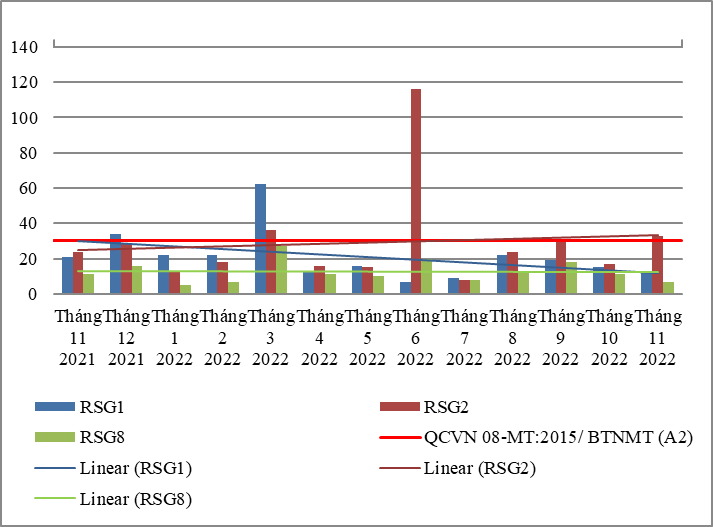 140
120
100
80
60
40
20
0
Tháng Tháng Tháng Tháng Tháng Tháng Tháng Tháng Tháng Tháng Tháng Tháng Tháng
11 12 1 2 3 4 5 6 7 8 9 10 11
2021 2021 2022 2022 2022 2022 2022 2022 2022 2022 2022 2022 2022
RSG1 RSG2
RSG8 QCVN 08-MT:2015/ BTNMT (A2)
Linear (RSG1) Linear (RSG2)
Linear (RSG8)